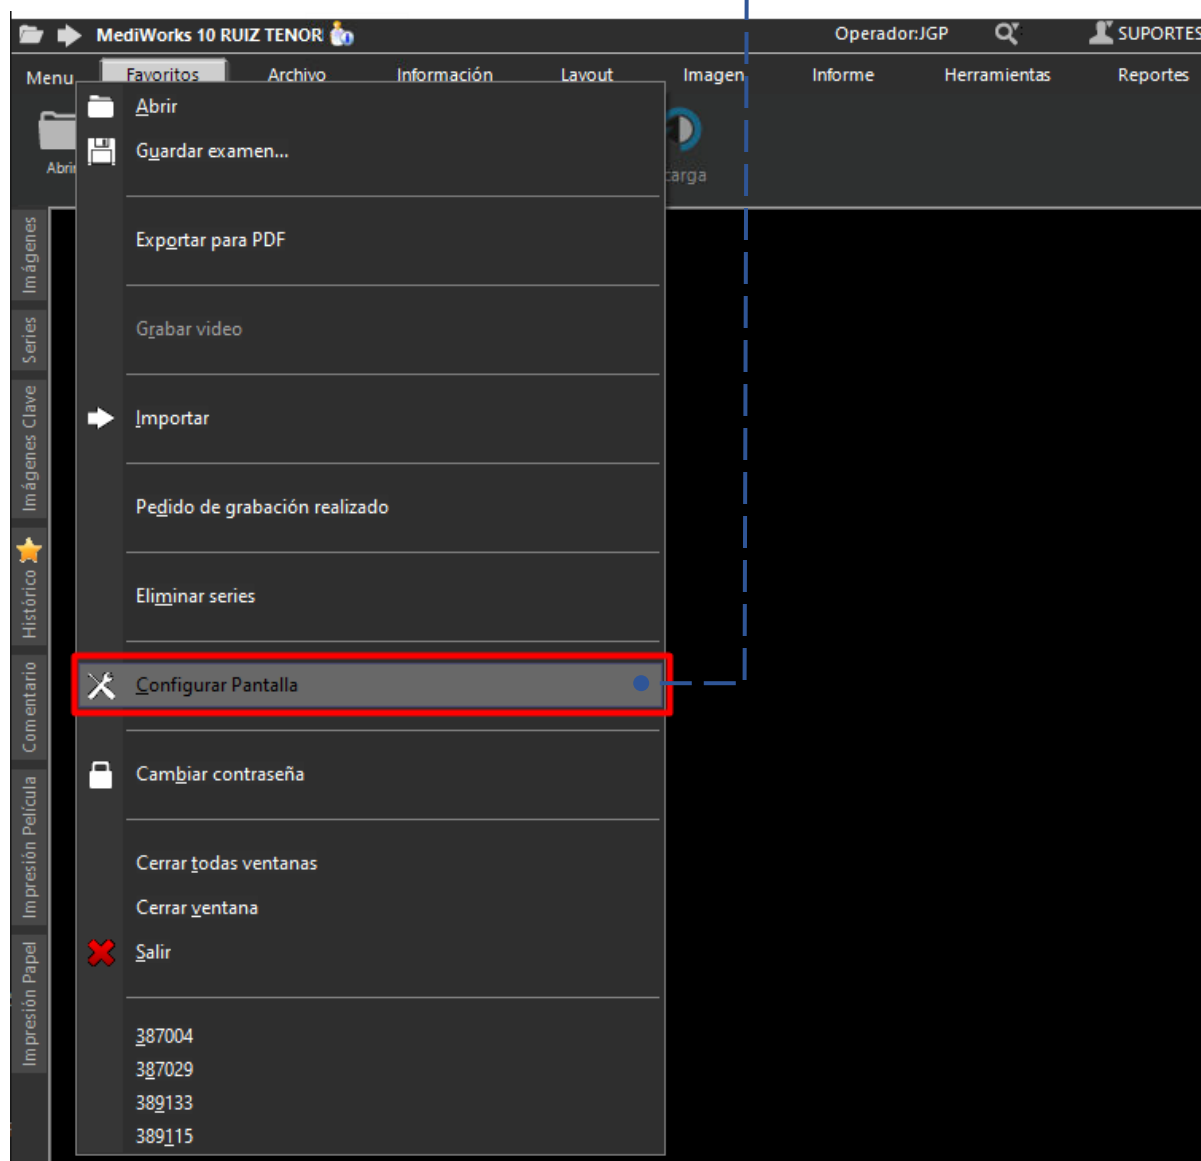 MediWorks 10 RUIZ TENOR
Operador:JGP
SUPORTES
Menu
Favoritos
Archivo
Información
Layout
Imagen
Informe
Herramientas
Reportes
Abrir
Guardar examen...
Exportar para PDF
Grabar video
Importar
Pedido de grabación realizado
Eliminar series
Configurar Pantalla
Cambiar contraseña
Cerrar todas ventanas
Cerrar ventana
Salir
387004
387029
389133
389115
Imágenes
Series
Imágenes Clave
Histórico
Comentario
Impresión Película
Impresión Papel